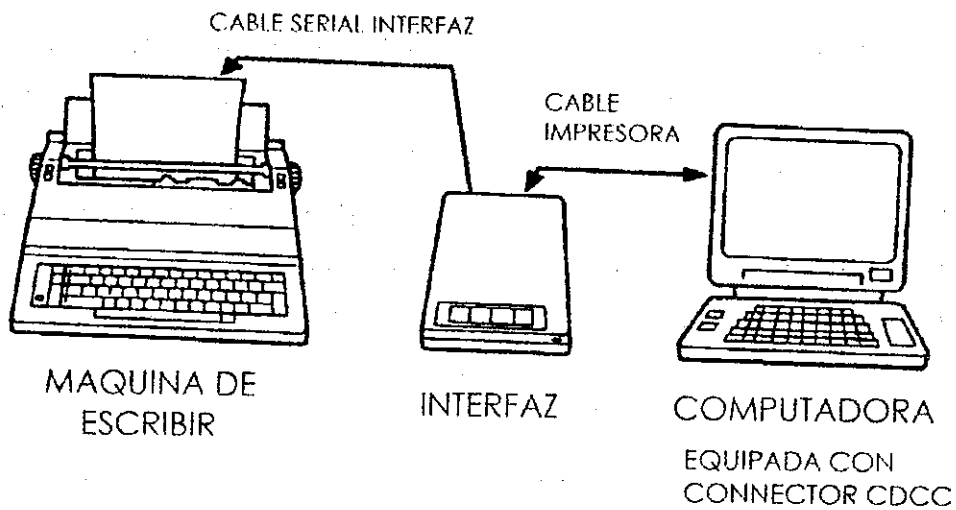 CABLE SERIAL INTERFAZ
CABLE
IMPRESORA
MAQUINA DE
ESCRIBIR
INTERFAZ
COMPUTADORA
EQUIPADA CON
CONNECTOR CDCC